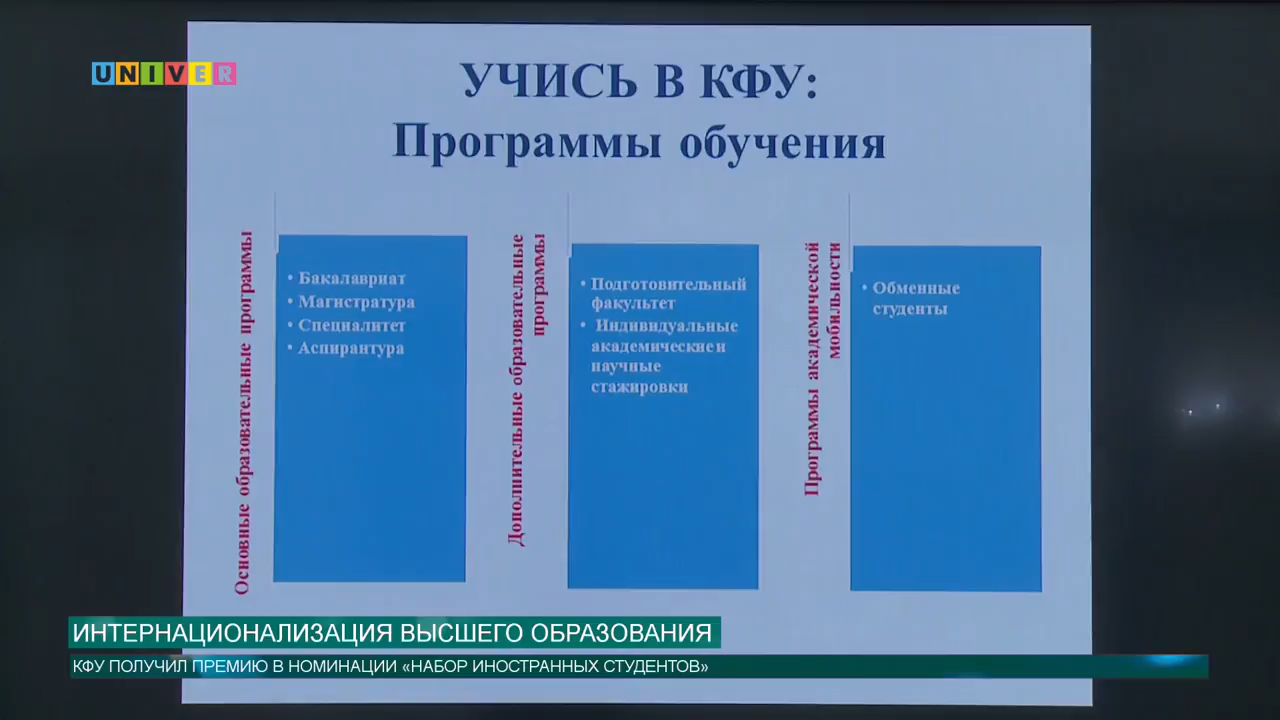 UNIVER
УЧИСЬ В КФУ:
Программы обучения
Основные образовательные программы
• Бакалавриат
• Магистратура
• Специалитет
• Аспирантура
Дополнительные образовательные
программы
• Подготовительный
факультет
• Индивидуальные
академические и
научные
стажировки
Программы академической
мобильности
• Обменные
студенты
ИНТЕРНАЦИОНАЛИЗАЦИЯ ВЫСШЕГО ОБРАЗОВАНИЯ
КФУ ПОЛУЧИЛ ПРЕМИЮ В НОМИНАЦИИ «НАБОР ИНОСТРАННЫХ СТУДЕНТОВ»